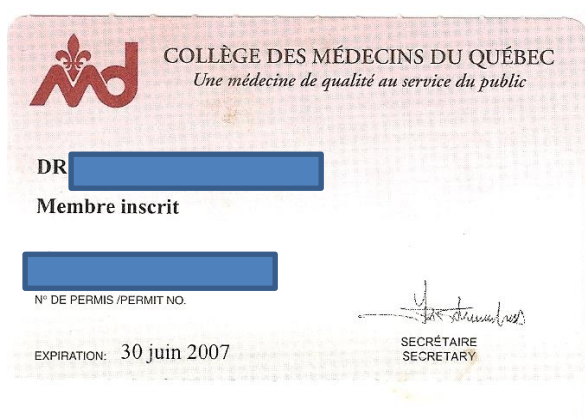 Md
COLLÈGE DES MÉDECINS DU QUÉBEC
Une médecine de qualité au service du public
DR
Membre inscrit
N° DE PERMIS /PERMIT NO.
EXPIRATION: 30 juin 2007
SECRÉTAIRE
SECRETARY